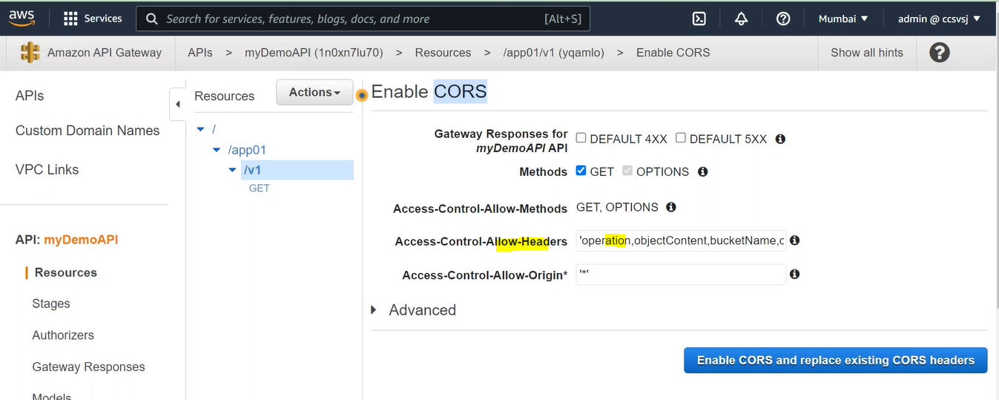 aws Services Search for services, features, blogs, docs, and more [Alt+S] Mumbai admin @ ccsvsj
Amazon API Gateway APIs > myDemoAPI (1n0xn7lu70) > Resources > /app01/v1 (yqamlo) > Enable CORS Show all hints
APIs
Custom Domain Names
VPC Links
API: myDemoAPI
Resources
Stages
Authorizers
Gateway Responses
Models
Resources Actions
/
/app01
/v1
GET
Enable CORS
Gateway Responses for DEFAULT 4XX DEFAULT 5XX
myDemoAPI API
Methods GET OPTIONS
Access-Control-Allow-Methods GET, OPTIONS
Access-Control-Allow-Headers 'operation,objectContent,bucketName,
Access-Control-Allow-Origin* '*'
Advanced
Enable CORS and replace existing CORS headers